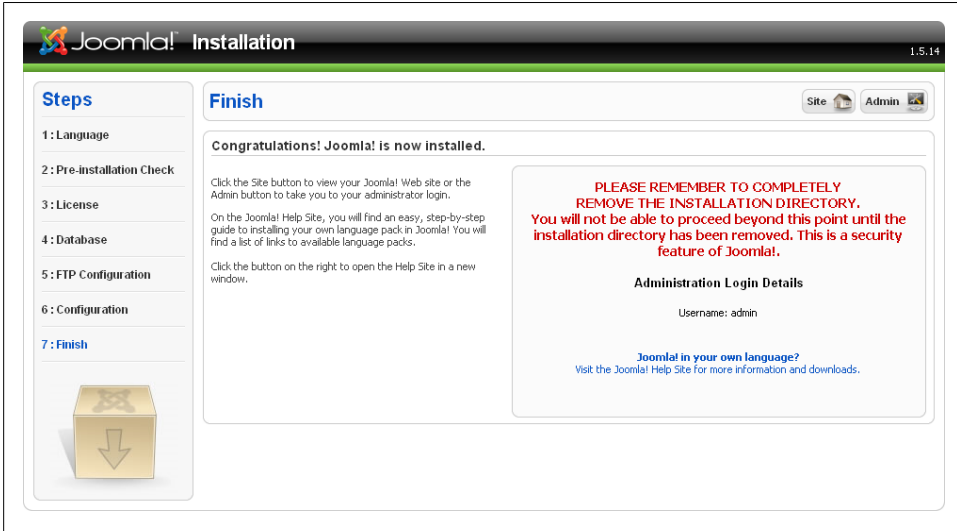 Joomla!™ Installation
1.5.14
Steps
1 : Language
2 : Pre-installation Check
3 : License
4 : Database
5 : FTP Configuration
6 : Configuration
7 : Finish
Finish
Site
Admin
Congratulations! Joomla! is now installed.
Click the Site button to view your Joomla! Web site or the
Admin button to take you to your administrator login.
On the Joomla! Help Site, you will find an easy, step-by-step
guide to installing your own language pack in Joomla! You will
find a list of links to available language packs.
Click the button on the right to open the Help Site in a new
window.
PLEASE REMEMBER TO COMPLETELY
REMOVE THE INSTALLATION DIRECTORY.
You will not be able to proceed beyond this point until the
installation directory has been removed. This is a security
feature of Joomla!.
Administration Login Details
Username: admin
Joomla! in your own language?
Visit the Joomla! Help Site for more information and downloads.